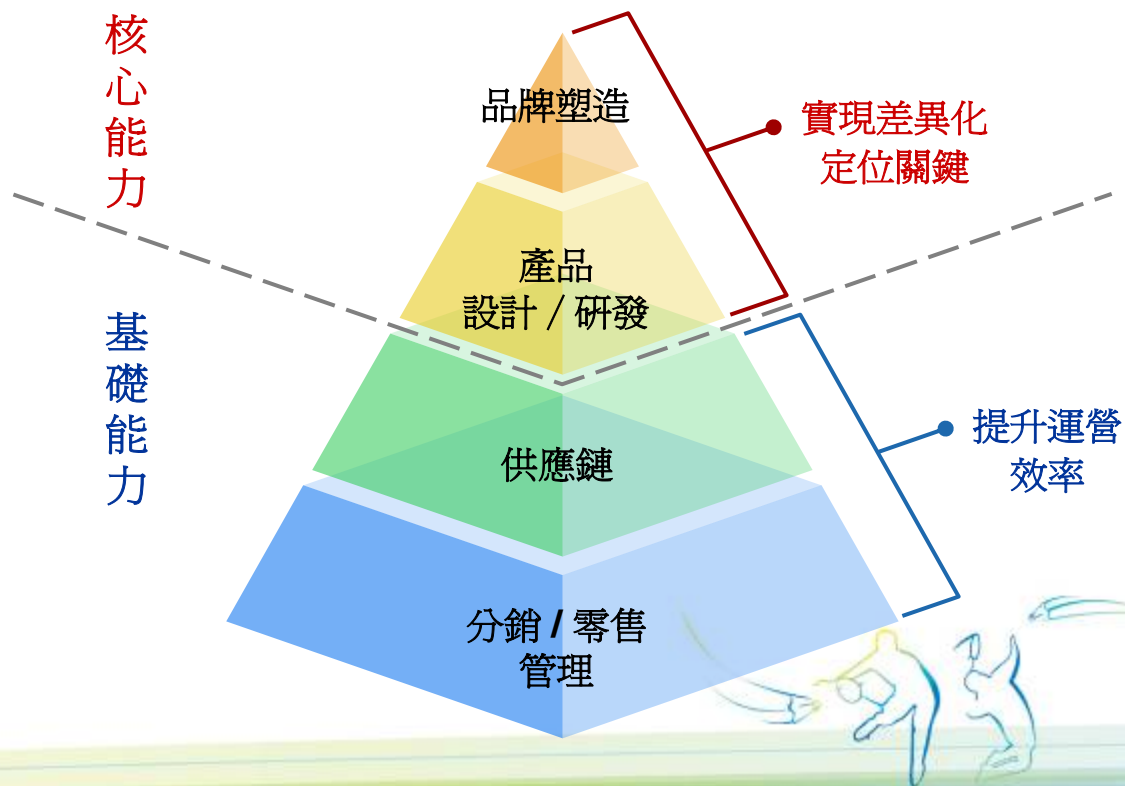 核心能力
品牌塑造
實現差異化
定位關鍵
產品
設計 / 研發
基礎能力
提升運營
效率
供應鏈
分銷 / 零售
管理